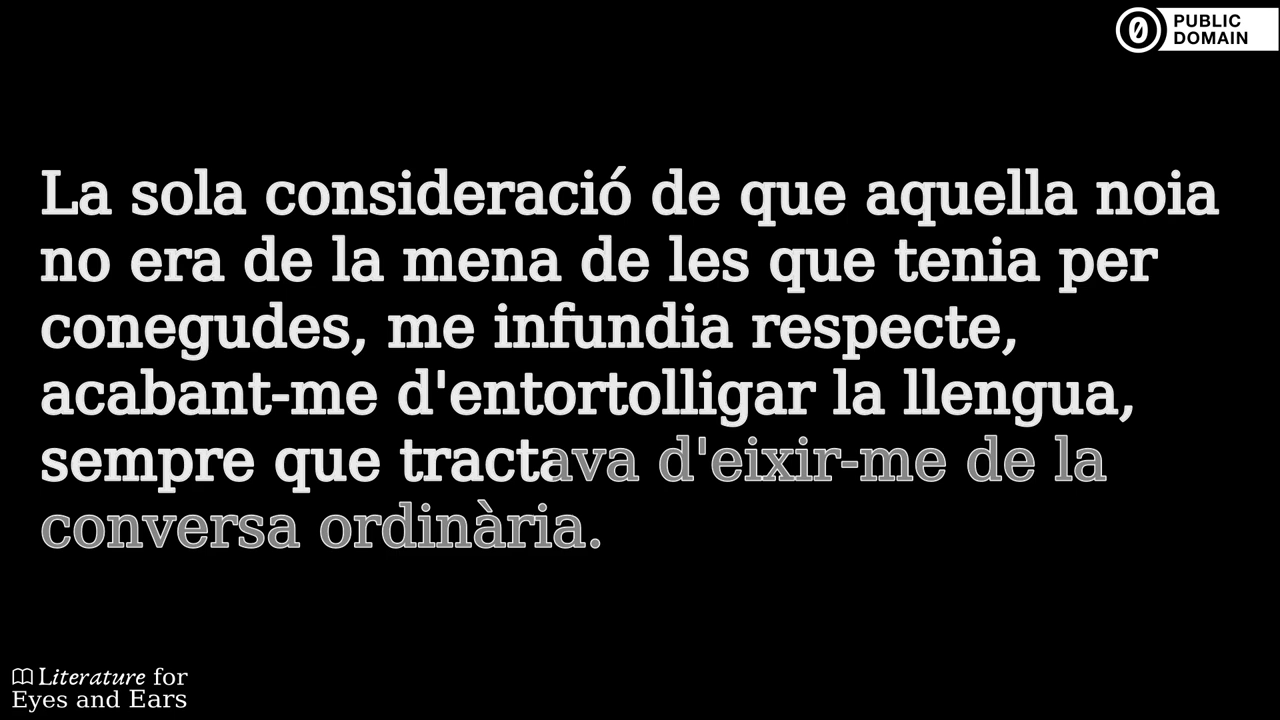 PUBLIC
DOMAIN
La sola consideració de que aquella noia
no era de la mena de les que tenia per
conegudes, me infundia respecte,
acabant-me d'entortolligar la llengua,
sempre que tractava d'eixir-me de la
conversa ordinària.
Literature for
Eyes and Ears